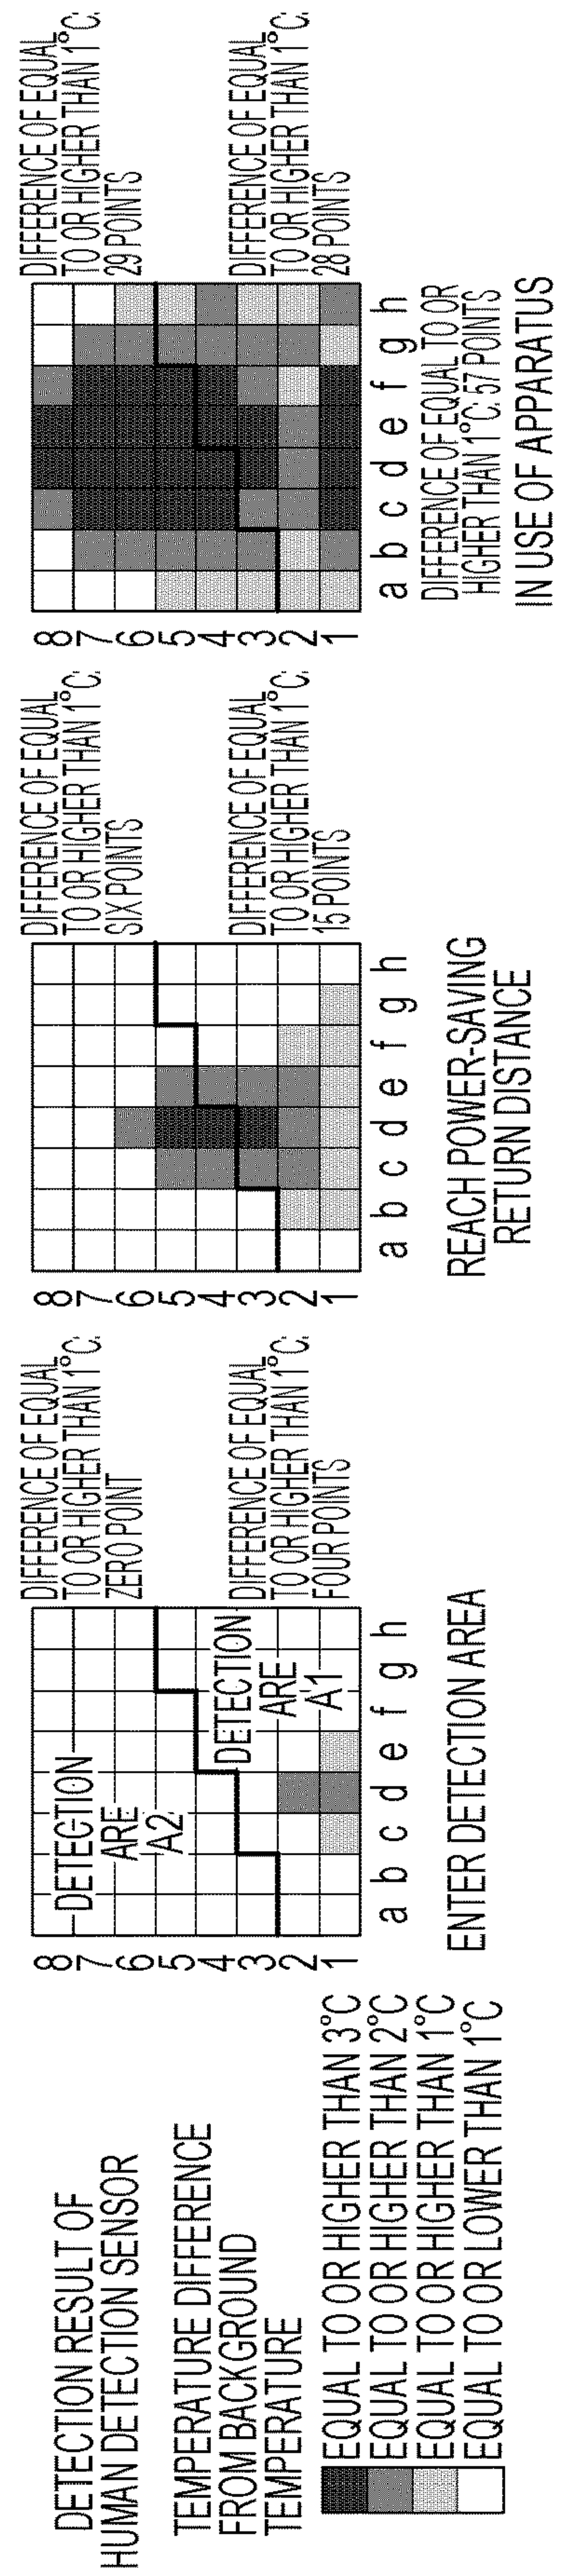 DETECTION RESULT OF
HUMAN DETECTION SENSOR
TEMPERATURE DIFFERENCE
FROM BACKGROUND
TEMPERATURE
EQUAL TO OR HIGHER THAN 3°C
EQUAL TO OR HIGHER THAN 2°C
EQUAL TO OR HIGHER THAN 1°C
EQUAL TO OR LOWER THAN 1°C
8
7
6
5
4
3
2
1
DETECTION
ARE
A2
DETECTION
ARE
A1
a b c d e f g h
DIFFERENCE OF EQUAL
TO OR HIGHER THAN 1°C:
ZERO POINT
DIFFERENCE OF EQUAL
TO OR HIGHER THAN 1°C:
FOUR POINTS
ENTER DETECTION AREA
8
7
6
5
4
3
2
1
a b c d e f g h
DIFFERENCE OF EQUAL
TO OR HIGHER THAN 1°C:
SIX POINTS
DIFFERENCE OF EQUAL
TO OR HIGHER THAN 1°C:
15 POINTS
REACH POWER-SAVING
RETURN DISTANCE
8
7
6
5
4
3
2
1
a b c d e f g h
DIFFERENCE OF EQUAL
TO OR HIGHER THAN 1°C:
29 POINTS
DIFFERENCE OF EQUAL
TO OR HIGHER THAN 1°C:
28 POINTS
DIFFERENCE OF EQUAL TO OR
HIGHER THAN 1°C: 57 POINTS
IN USE OF APPARATUS